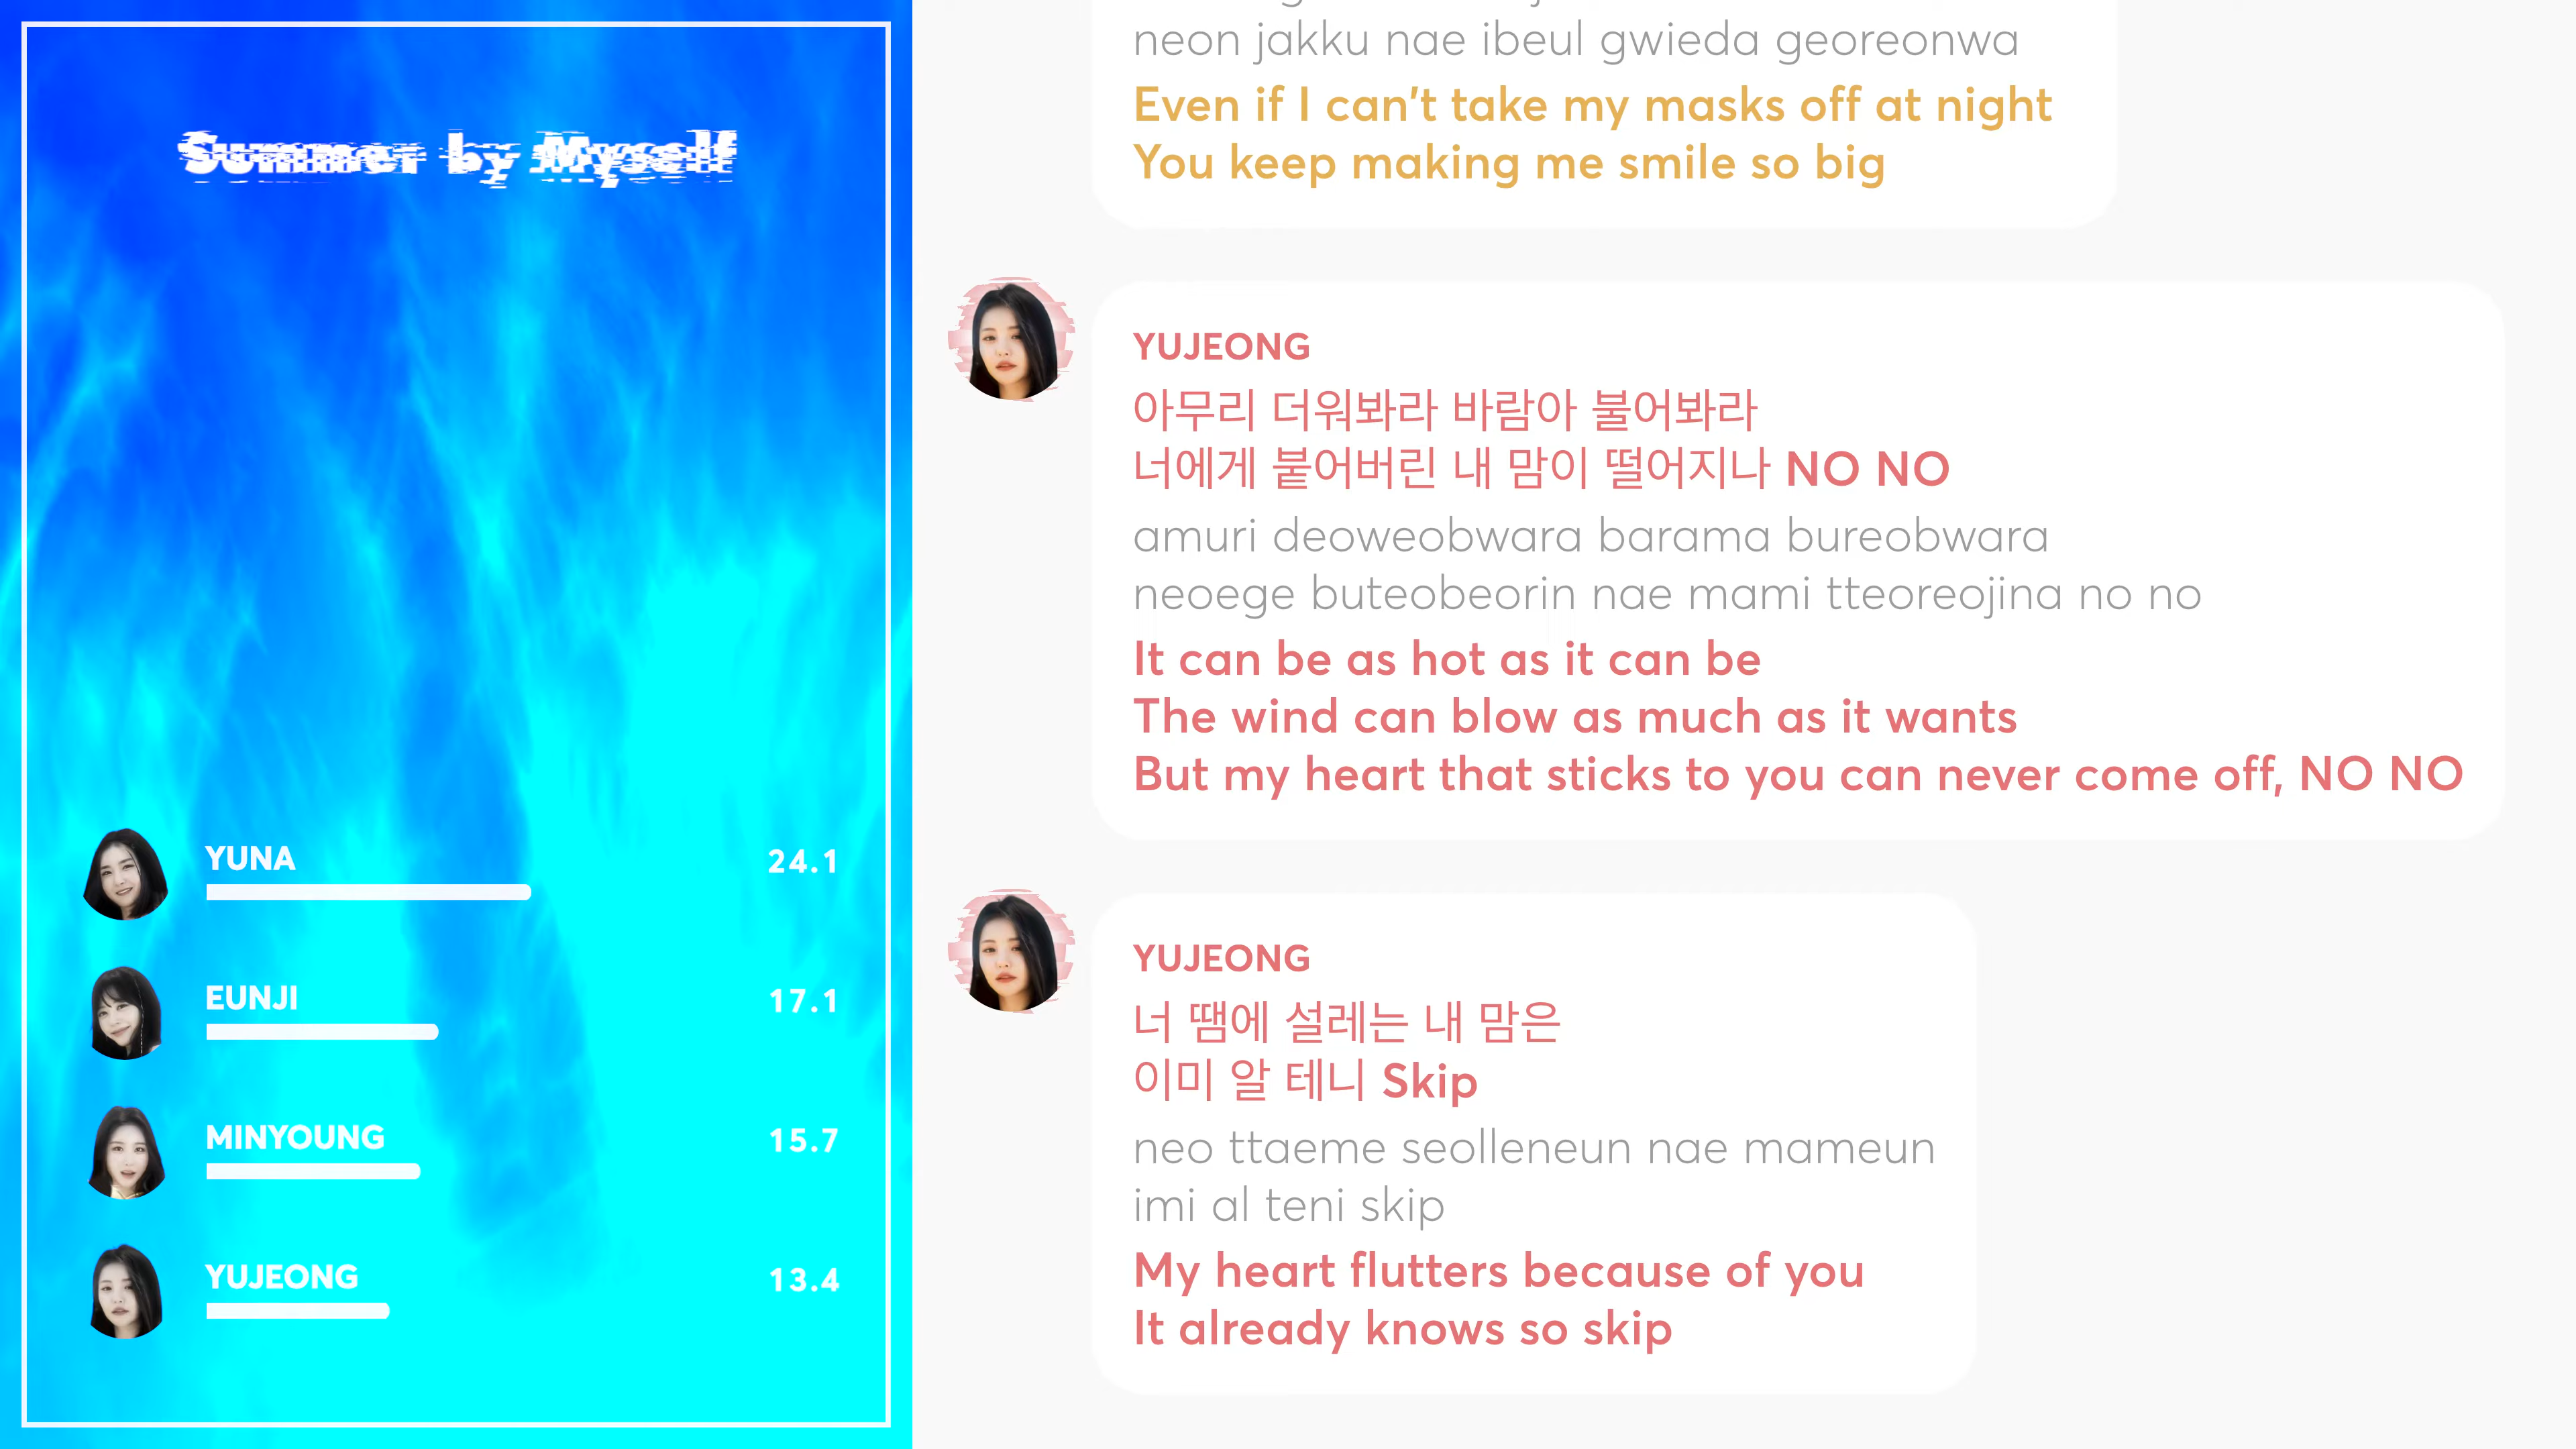 Summer by Myself
YUNA
24.1
EUNJI
17.1
MINYOUNG
15.7
YUJEONG
13.4
neon jakku nae ibeul gwieda georeonwa
Even if I can't take my masks off at night
You keep making me smile so big
YUJEONG
아무리 더워봐라 바람아 불어봐라
너에게 붙어버린 내 맘이 떨어지나 NO NO
amuri deoweobwara barama bureobwara
neoege buteobeorin nae mami tteoreojina no no
It can be as hot as it can be
The wind can blow as much as it wants
But my heart that sticks to you can never come off, NO NO
YUJEONG
너 땜에 설레는 내 맘은
이미 알 테니 Skip
neo ttaeme seolleneun nae mameun
imi al teni skip
My heart flutters because of you
It already knows so skip